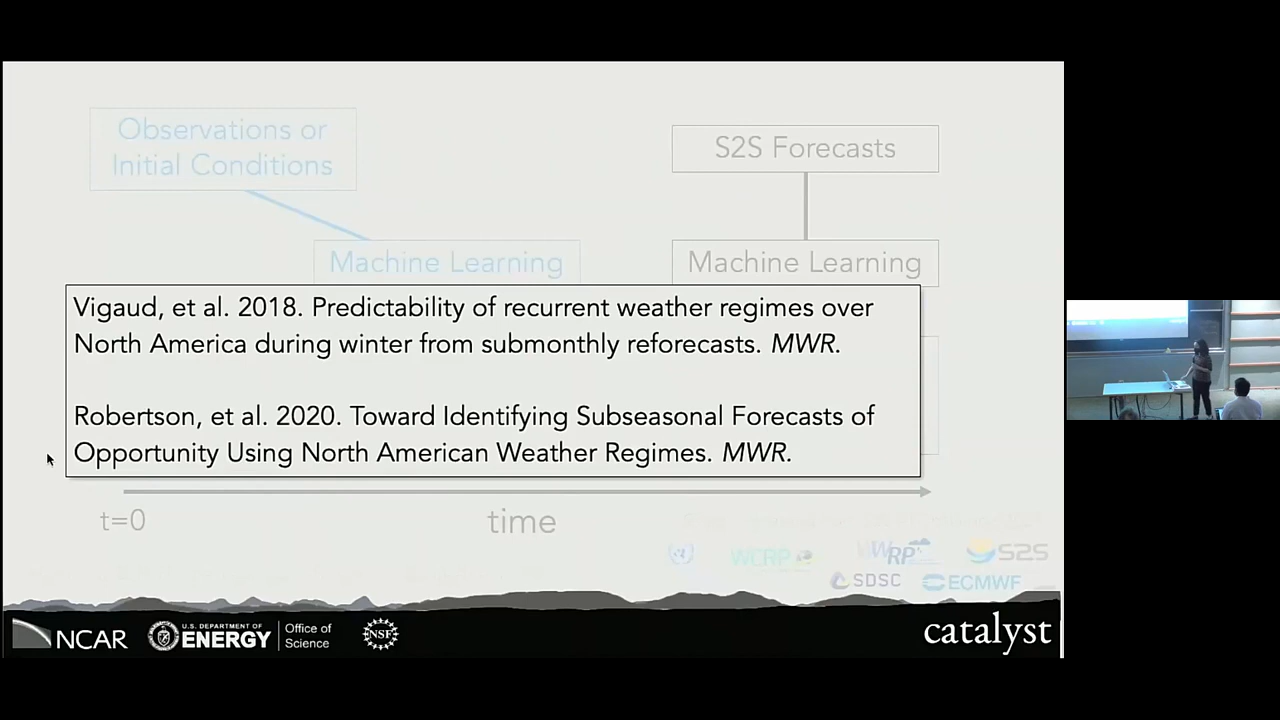 Observations or
Initial Conditions
S2S Forecasts
Machine Learning
Machine Learning
Vigaud, et al. 2018. Predictability of recurrent weather regimes over
North America during winter from submonthly reforecasts. MWR.
Robertson, et al. 2020. Toward Identifying Subseasonal Forecasts of
Opportunity Using North American Weather Regimes. MWR.
t=0
time
WCRP
WWRP
S2S
SDSC
ECMWF
NCAR
U.S. DEPARTMENT OF
ENERGY
Office of
Science
NSF
catalyst